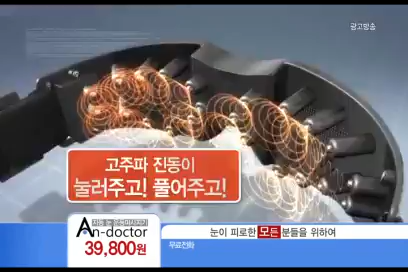 광고방송
고주파 진동이
눌러주고! 풀어주고!
An-doctor
39,800원
눈이 피로한 모든 분들을 위하여
무료전화